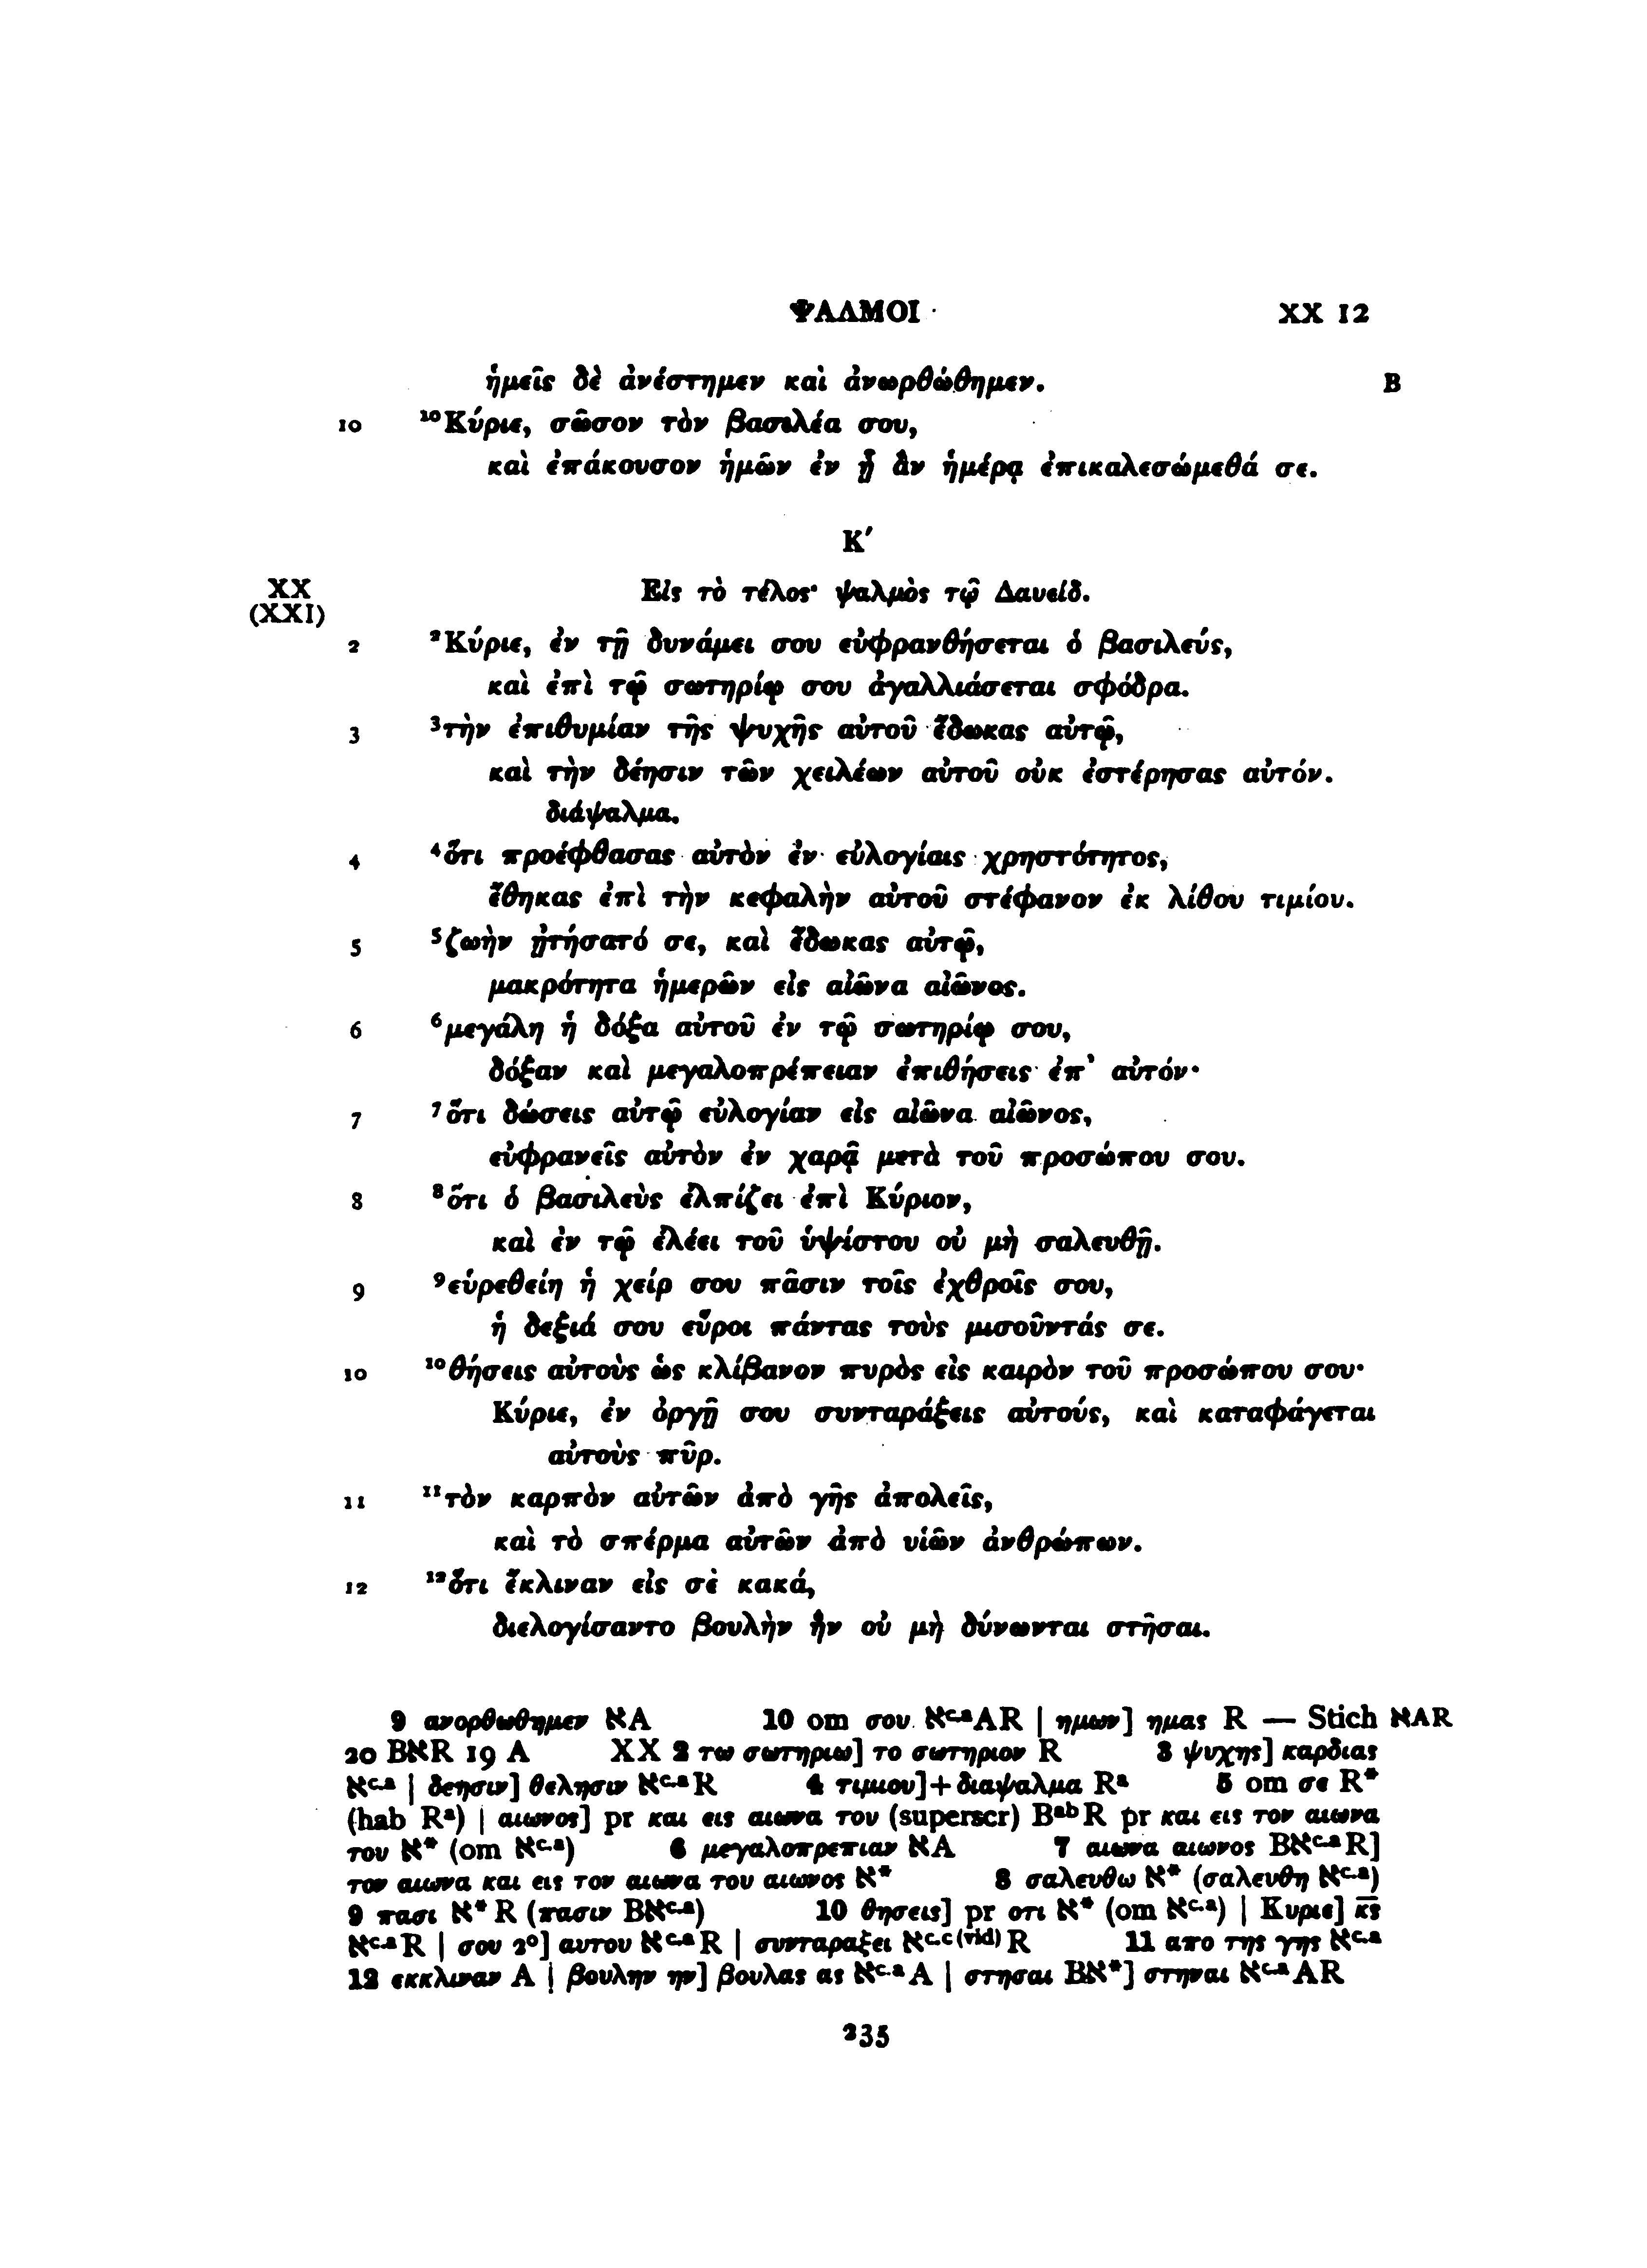 ΨΑΛΜΟΙ XX 12
ἡμεῖς δὲ ἀνέστημεν καὶ ἀνωρθώθημεν. B
10 ¹⁰Κύριε, σῶσον τὸν βασιλέα σου,
καὶ ἐπάκουσον ἡμῶν ἐν ᾗ ἂν ἡμέρᾳ ἐπικαλεσώμεθά σε.
Κʹ
XX Εἰς τὸ τέλος· ψαλμὸς τῷ Δαυείδ.
(XXI)
2 ²Κύριε, ἐν τῇ δυνάμει σου εὐφρανθήσεται ὁ βασιλεύς,
καὶ ἐπὶ τῷ σωτηρίῳ σου ἀγαλλιάσεται σφόδρα.
3 ³τὴν ἐπιθυμίαν τῆς ψυχῆς αὐτοῦ ἔδωκας αὐτῷ,
καὶ τὴν δέησιν τῶν χειλέων αὐτοῦ οὐκ ἐστέρησας αὐτόν.
διάψαλμα.
4 ⁴ὅτι προέφθασας αὐτὸν ἐν εὐλογίαις χρηστότητος,
ἔθηκας ἐπὶ τὴν κεφαλὴν αὐτοῦ στέφανον ἐκ λίθου τιμίου.
5 ⁵ζωὴν ᾐτήσατό σε, καὶ ἔδωκας αὐτῷ,
μακρότητα ἡμερῶν εἰς αἰῶνα αἰῶνος.
6 ⁶μεγάλη ἡ δόξα αὐτοῦ ἐν τῷ σωτηρίῳ σου,
δόξαν καὶ μεγαλοπρέπειαν ἐπιθήσεις ἐπ᾽ αὐτόν·
7 ⁷ὅτι δώσεις αὐτῷ εὐλογίαν εἰς αἰῶνα αἰῶνος,
εὐφρανεῖς αὐτὸν ἐν χαρᾷ μετὰ τοῦ προσώπου σου.
8 ⁸ὅτι ὁ βασιλεὺς ἐλπίζει ἐπὶ Κύριον,
καὶ ἐν τῷ ἐλέει τοῦ ὑψίστου οὐ μὴ σαλευθῇ.
9 ⁹εὑρεθείη ἡ χείρ σου πᾶσιν τοῖς ἐχθροῖς σου,
ἡ δεξιά σου εὕροι πάντας τοὺς μισοῦντάς σε.
10 ¹⁰θήσεις αὐτοὺς ὡς κλίβανον πυρὸς εἰς καιρὸν τοῦ προσώπου σου·
Κύριε, ἐν ὀργῇ σου συνταράξεις αὐτούς, καὶ καταφάγεται
αὐτοὺς πῦρ.
11 ¹¹τὸν καρπὸν αὐτῶν ἀπὸ γῆς ἀπολεῖς,
καὶ τὸ σπέρμα αὐτῶν ἀπὸ υἱῶν ἀνθρώπων.
12 ¹²ὅτι ἔκλιναν εἰς σὲ κακά,
διελογίσαντο βουλὴν ἣν οὐ μὴ δύνωνται στῆσαι.
9 ανορθωθημεν אA 10 om σου אᶜ·ᵃAR | ημων] ημας R — Stich אAR
20 BאR 19 A XX 2 τω σωτηριω] το σωτηριον R 3 ψυχης] καρδιας
אᶜ·ᵃ | δεησιν] θελησιν אᶜ·ᵃR 4 τιμιου]+διαψαλμα Rᵃ 5 om σε R*
(hab Rᵃ) | αιωνος] pr και εις αιωνα του (superscr) BᵃᵇR pr και εις τον αιωνα
του א* (om אᶜ·ᵃ) 6 μεγαλοπρεπιαν אA 7 αιωνα αιωνος Bאᶜ·ᵃR]
τον αιωνα και εις τον αιωνα του αιωνος א* 8 σαλευθω א* (σαλευθη אᶜ·ᵃ)
9 πασι א* R (πασιν Bאᶜ·ᵃ) 10 θησεις] pr οτι א* (om אᶜ·ᵃ) | Κυριε] κ̅ς̅
אᶜ·ᵃR | σου 2⁰] αυτου אᶜ·ᵃR | συνταραξει אᶜ·ᶜ⁽ᵛⁱᵈ⁾R 11 απο της γης אᶜ·ᵃ
12 εκκλιναν A | βουλην ην] βουλας ας אᶜ·ᵃA | στησαι Bא*] στηναι אᶜ·ᵃAR
235